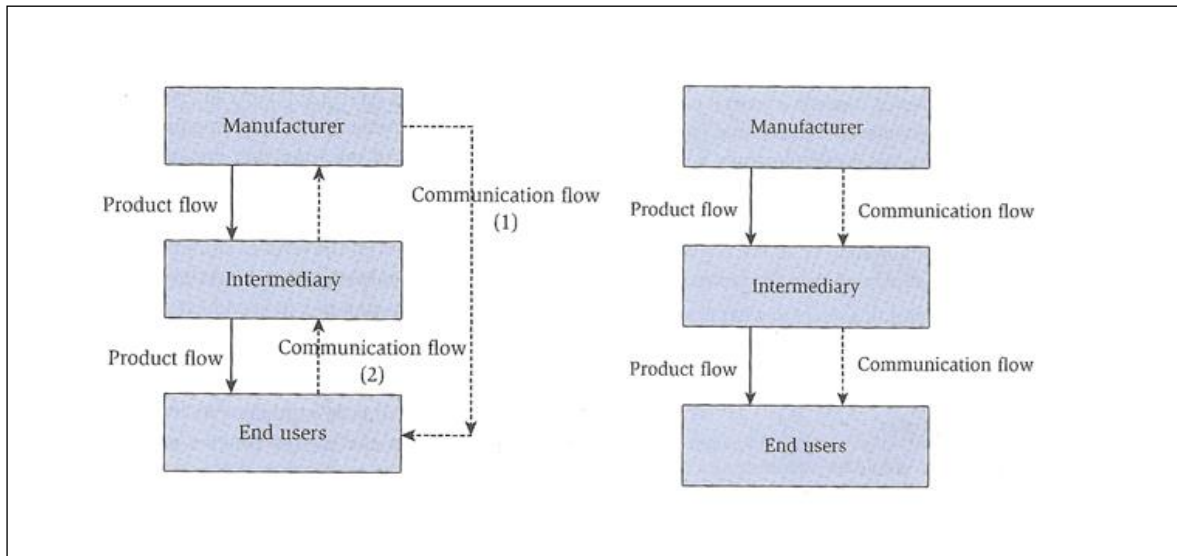 Manufacturer
Product flow
Communication flow
(1)
Intermediary
Product flow
Communication flow
(2)
End users
Manufacturer
Product flow
Communication flow
Intermediary
Product flow
Communication flow
End users